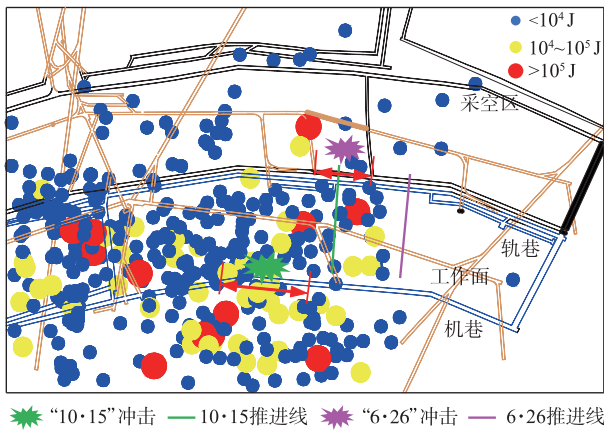 <10⁴ J
10⁴~10⁵ J
>10⁵ J
采空区
轨巷
工作面
机巷
“10·15”冲击 10·15推进线 “6·26”冲击 6·26推进线